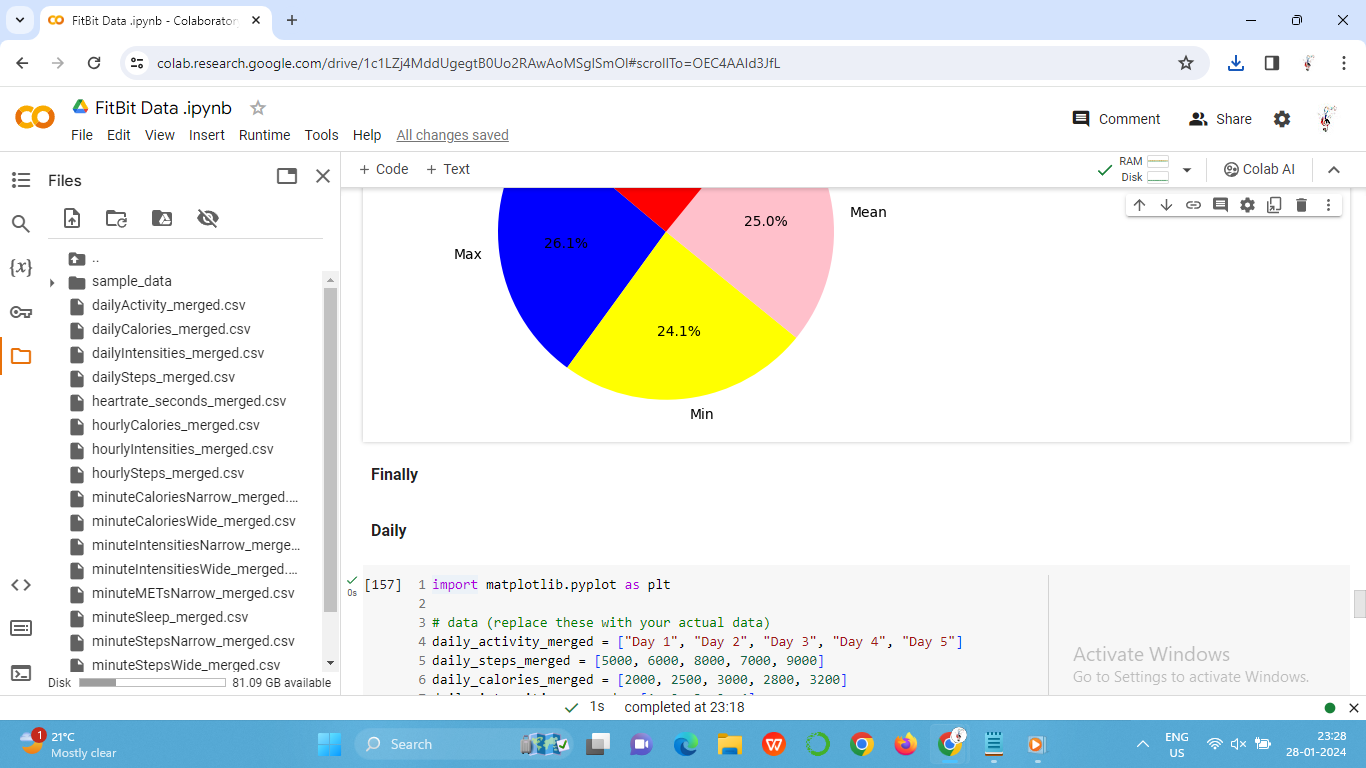 FitBit Data .ipynb - Colaborator
colab.research.google.com/drive/1c1LZj4MddUgegtB0Uo2RAwAoMSglSmOl#scrollTo=OEC4AAld3JfL
FitBit Data .ipynb
File Edit View Insert Runtime Tools Help All changes saved
Comment Share
Files
+ Code + Text
RAM
Disk
Colab AI
..
sample_data
dailyActivity_merged.csv
dailyCalories_merged.csv
dailyIntensities_merged.csv
dailySteps_merged.csv
heartrate_seconds_merged.csv
hourlyCalories_merged.csv
hourlyIntensities_merged.csv
hourlySteps_merged.csv
minuteCaloriesNarrow_merged....
minuteCaloriesWide_merged.csv
minuteIntensitiesNarrow_merge...
minuteIntensitiesWide_merged....
minuteMETsNarrow_merged.csv
minuteSleep_merged.csv
minuteStepsNarrow_merged.csv
minuteStepsWide_merged.csv
Disk 81.09 GB available
{x}
Mean
25.0%
26.1%
Max
24.1%
Min
Finally
Daily
[157]
0s
1 import matplotlib.pyplot as plt
2
3 # data (replace these with your actual data)
4 daily_activity_merged = ["Day 1", "Day 2", "Day 3", "Day 4", "Day 5"]
5 daily_steps_merged = [5000, 6000, 8000, 7000, 9000]
6 daily_calories_merged = [2000, 2500, 3000, 2800, 3200]
Activate Windows
Go to Settings to activate Windows.
1s completed at 23:18
1
21°C
Mostly clear
Search
ENG
US
23:28
28-01-2024